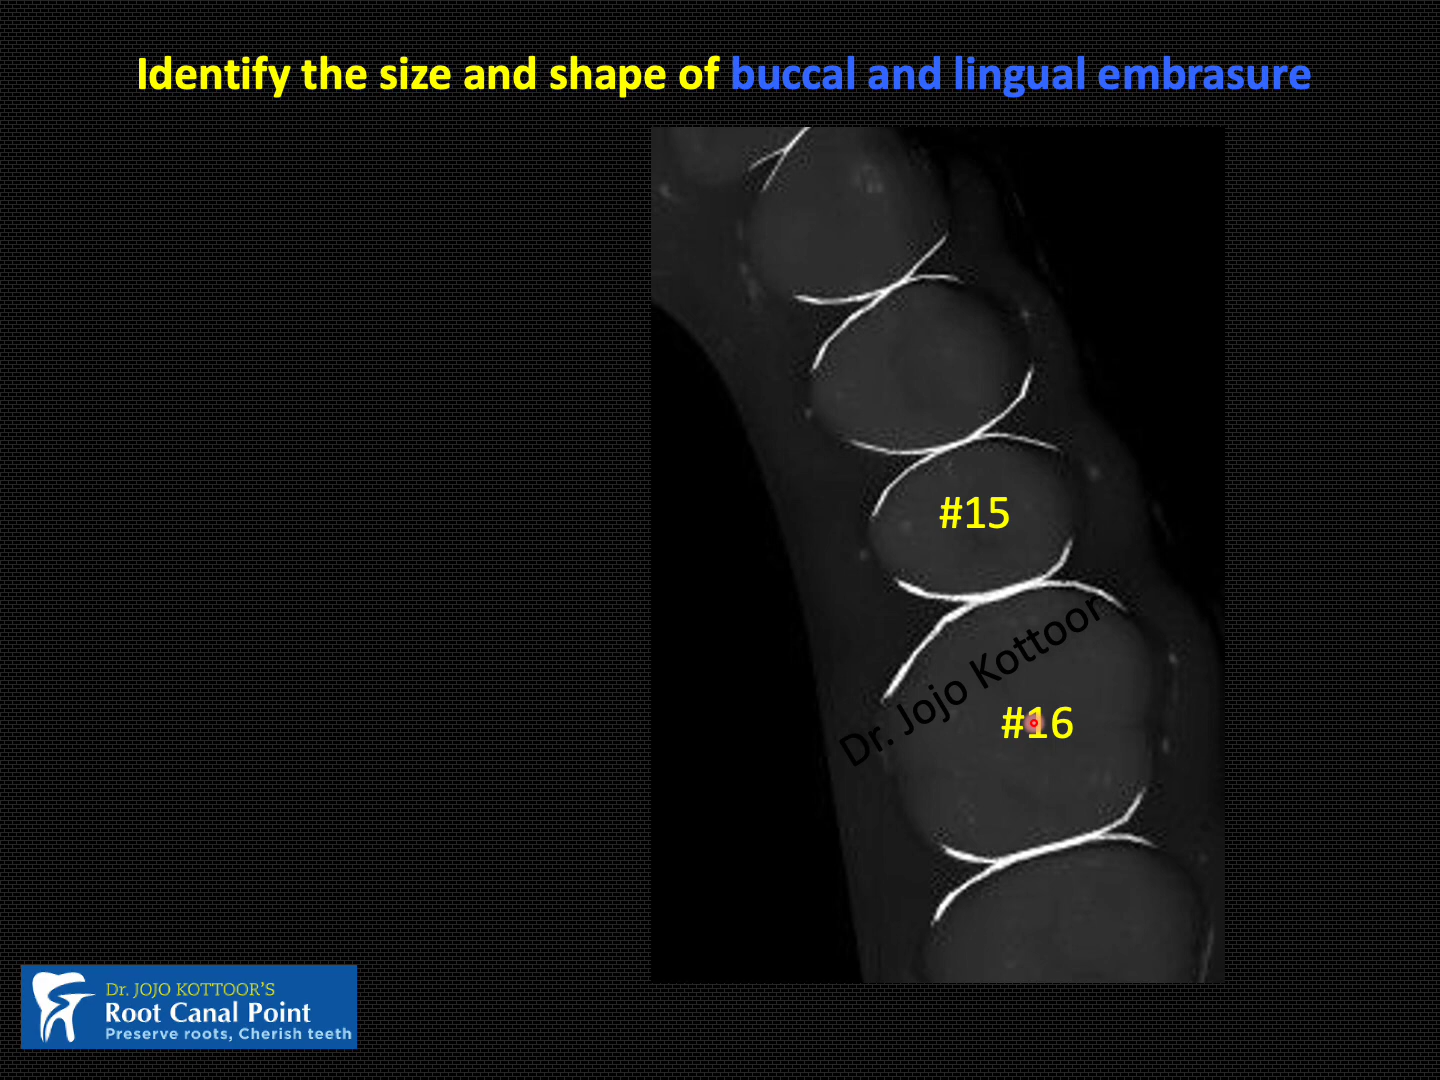 Identify the size and shape of buccal and lingual embrasure
#15
Dr. Jojo Kottoor
#16
Dr. JOJO KOTTOOR'S
Root Canal Point
Preserve roots, Cherish teeth